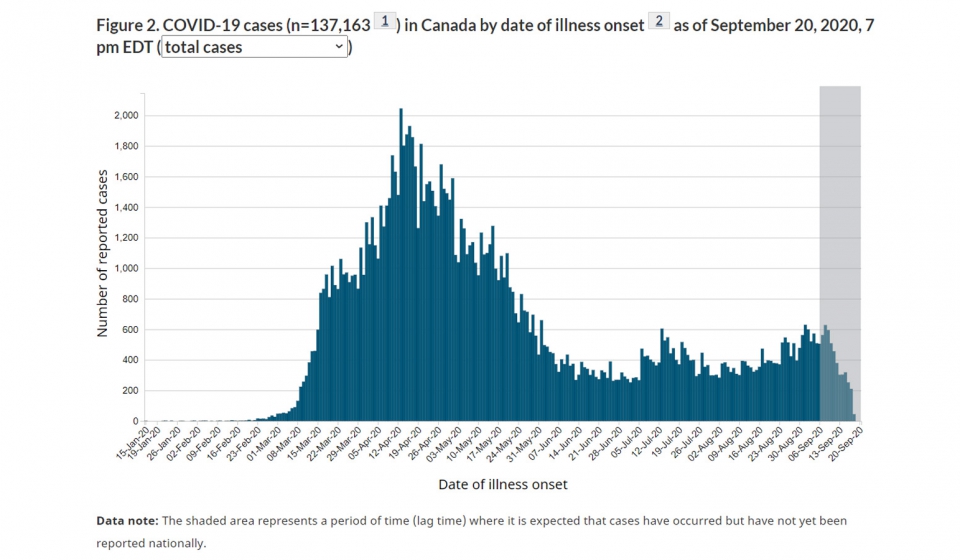 Figure 2. COVID-19 cases (n=137,163 1 ) in Canada by date of illness onset 2 as of September 20, 2020, 7
pm EDT (total cases)
Number of reported cases
2,000
1,800
1,600
1,400
1,200
1,000
800
600
400
200
0
15-Jan-20
19-Jan-20
26-Jan-20
02-Feb-20
09-Feb-20
16-Feb-20
23-Feb-20
01-Mar-20
08-Mar-20
15-Mar-20
22-Mar-20
29-Mar-20
05-Apr-20
12-Apr-20
19-Apr-20
26-Apr-20
03-May-20
10-May-20
17-May-20
24-May-20
31-May-20
07-Jun-20
14-Jun-20
21-Jun-20
28-Jun-20
05-Jul-20
12-Jul-20
19-Jul-20
26-Jul-20
02-Aug-20
09-Aug-20
16-Aug-20
23-Aug-20
30-Aug-20
06-Sep-20
13-Sep-20
20-Sep-20
Date of illness onset
Data note: The shaded area represents a period of time (lag time) where it is expected that cases have occurred but have not yet been
reported nationally.